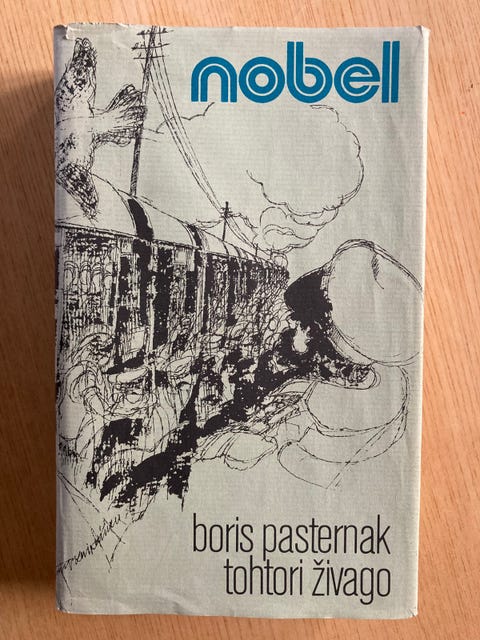 nobel
boris pasternak
tohtori živago